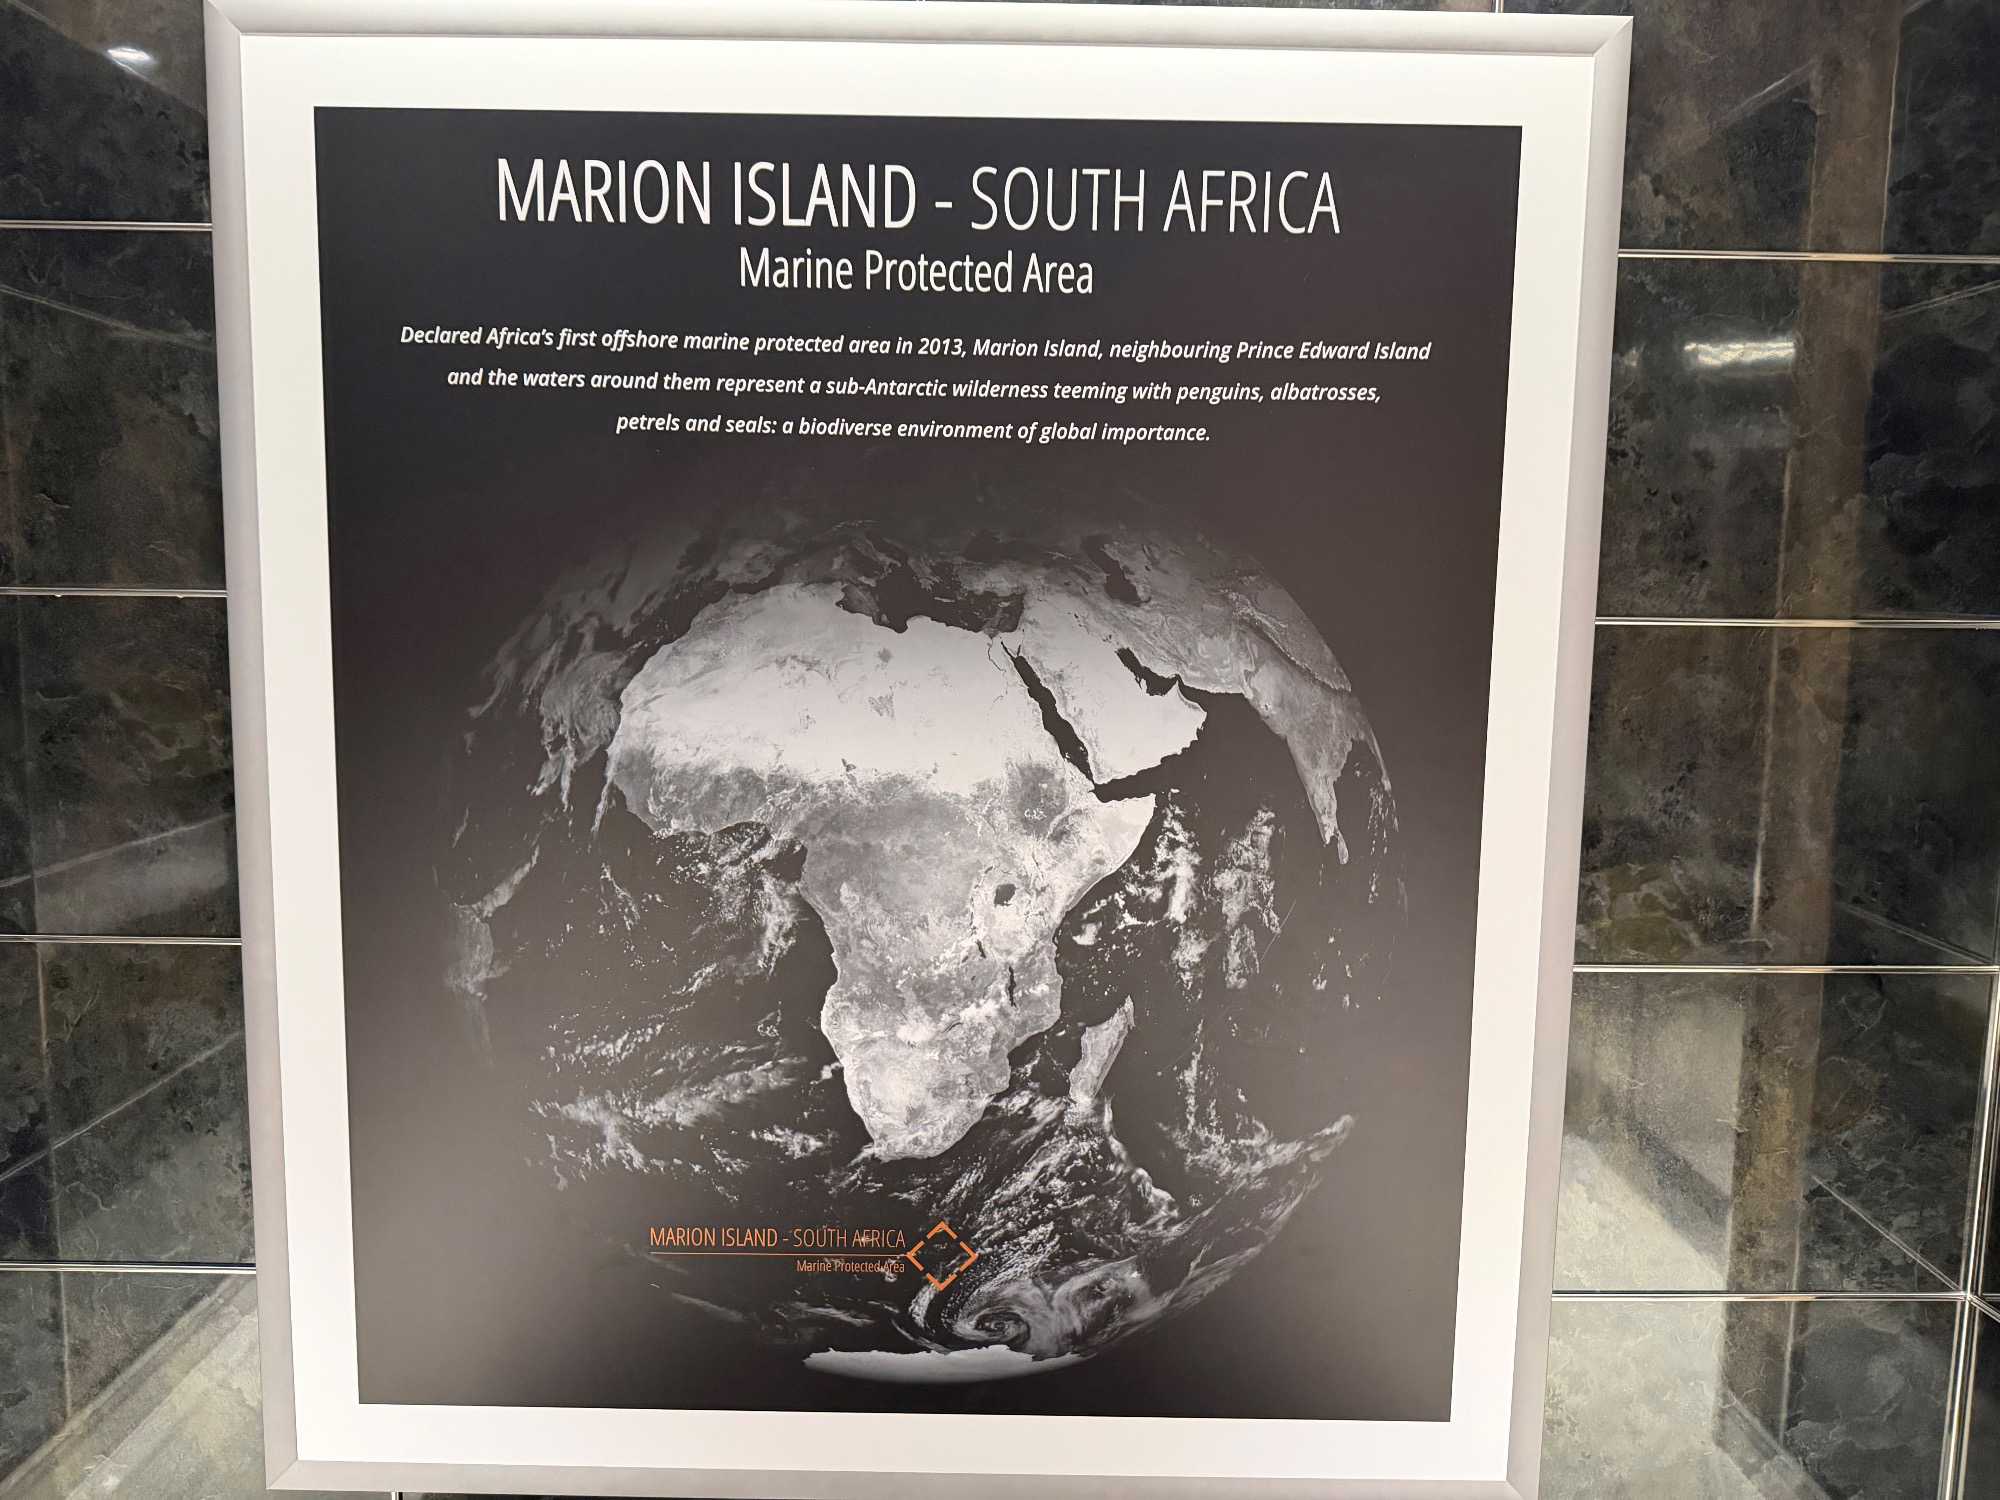 MARION ISLAND - SOUTH AFRICA
Marine Protected Area
Declared Africa's first offshore marine protected area in 2013, Marion Island, neighbouring Prince Edward Island
and the waters around them represent a sub-Antarctic wilderness teeming with penguins, albatrosses,
petrels and seals: a biodiverse environment of global importance.
MARION ISLAND - SOUTH AFRICA
Marine Protected Area